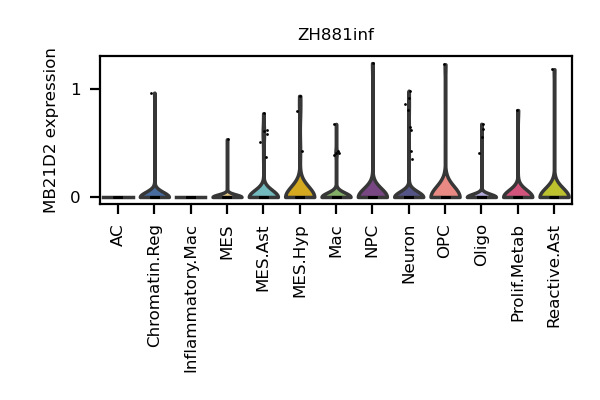 ZH881inf
MB21D2 expression
1
0
AC
Chromatin.Reg
Inflammatory.Mac
MES
MES.Ast
MES.Hyp
Mac
NPC
Neuron
OPC
Oligo
Prolif.Metab
Reactive.Ast